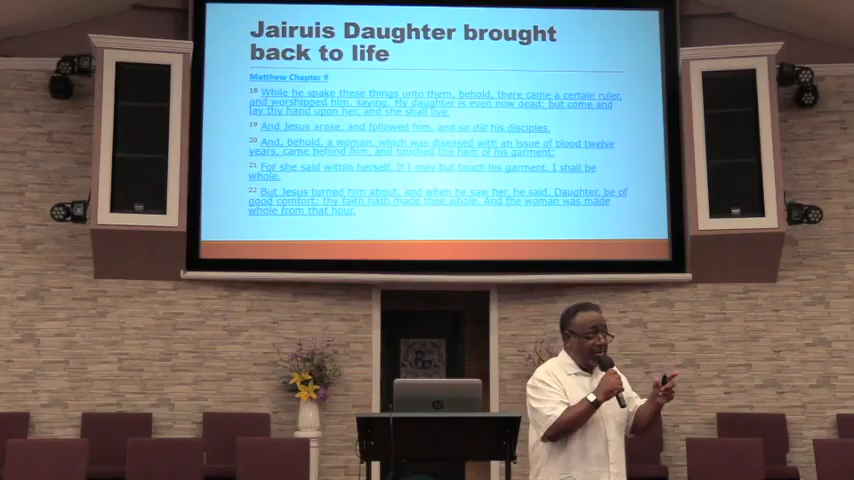 Jairuis Daughter brought
back to life
Matthew Chapter 9
18 While he spake these things unto them, behold, there came a certain ruler,
and worshipped him, saying, My daughter is even now dead: but come and
lay thy hand upon her, and she shall live.
19 And Jesus arose, and followed him, and so did his disciples.
20 And, behold, a woman, which was diseased with an issue of blood twelve
years, came behind him, and touched the hem of his garment:
21 For she said within herself, If I may but touch his garment, I shall be
whole.
22 But Jesus turned him about, and when he saw her, he said, Daughter, be of
good comfort; thy faith hath made thee whole. And the woman was made
whole from that hour.
hp